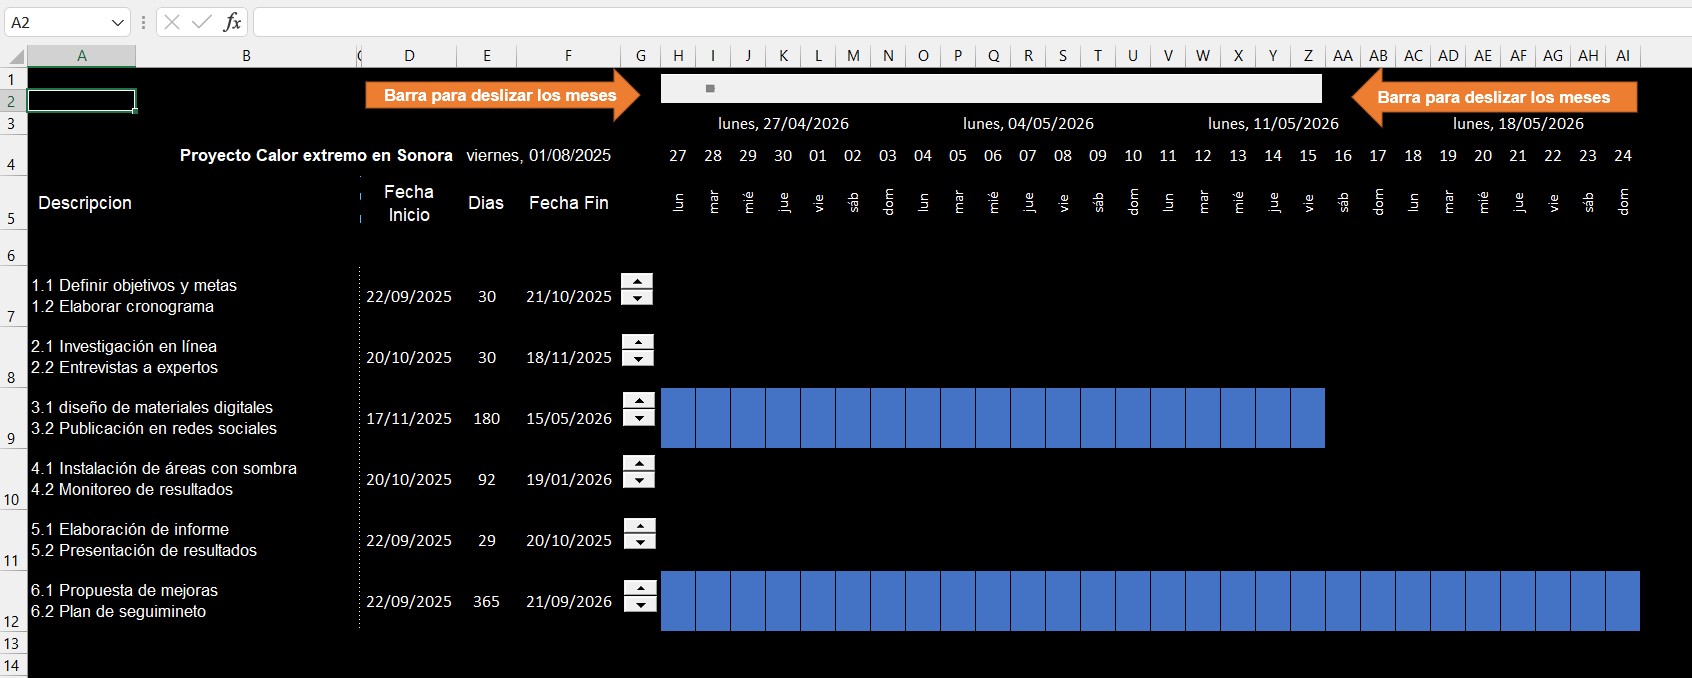 A2
fx
A B C D E F G H I J K L M N O P Q R S T U V W X Y Z AA AB AC AD AE AF AG AH AI
1
Barra para deslizar los meses
Barra para deslizar los meses
2
3 lunes, 27/04/2026 lunes, 04/05/2026 lunes, 11/05/2026 lunes, 18/05/2026
4 Proyecto Calor extremo en Sonora viernes, 01/08/2025 27 28 29 30 01 02 03 04 05 06 07 08 09 10 11 12 13 14 15 16 17 18 19 20 21 22 23 24
5 Descripcion Fecha Inicio Dias Fecha Fin lun mar mié jue vie sáb dom lun mar mié jue vie sáb dom lun mar mié jue vie sáb dom lun mar mié jue vie sáb dom
6
1.1 Definir objetivos y metas
1.2 Elaborar cronograma
7 22/09/2025 30 21/10/2025
2.1 Investigación en línea
2.2 Entrevistas a expertos
8 20/10/2025 30 18/11/2025
3.1 diseño de materiales digitales
3.2 Publicación en redes sociales
9 17/11/2025 180 15/05/2026
4.1 Instalación de áreas con sombra
4.2 Monitoreo de resultados
10 20/10/2025 92 19/01/2026
5.1 Elaboración de informe
5.2 Presentación de resultados
11 22/09/2025 29 20/10/2025
6.1 Propuesta de mejoras
6.2 Plan de seguimineto
12 22/09/2025 365 21/09/2026
13
14